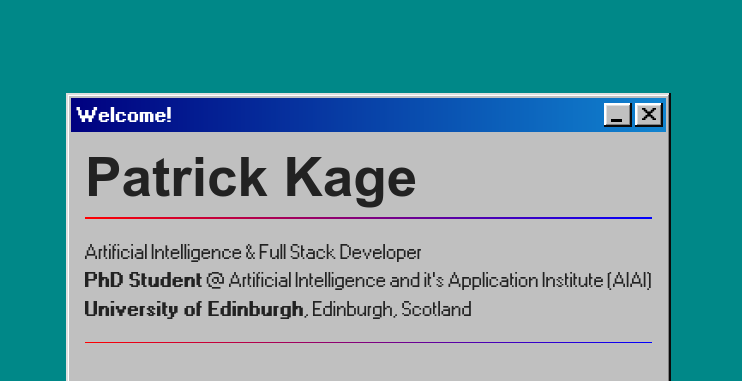 Welcome!
Patrick Kage
Artificial Intelligence & Full Stack Developer
PhD Student @ Artificial Intelligence and it's Application Institute (AIAI)
University of Edinburgh, Edinburgh, Scotland